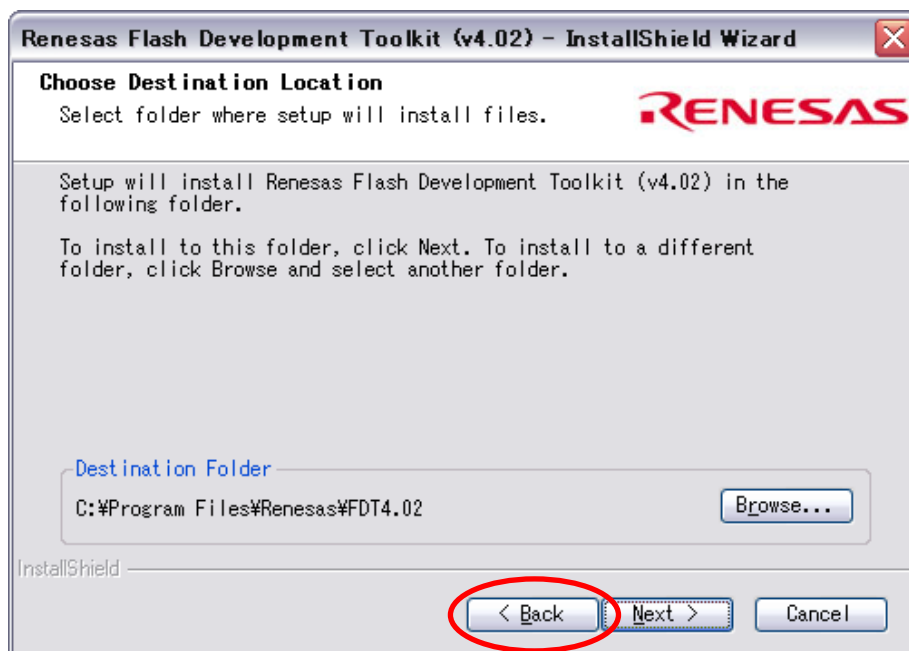 Renesas Flash Development Toolkit (v4.02) - InstallShield Wizard
Choose Destination Location
Select folder where setup will install files.
RENESAS
Setup will install Renesas Flash Development Toolkit (v4.02) in the
following folder.
To install to this folder, click Next. To install to a different
folder, click Browse and select another folder.
Destination Folder
C:¥Program Files¥Renesas¥FDT4.02
Browse...
InstallShield
< Back
Next >
Cancel